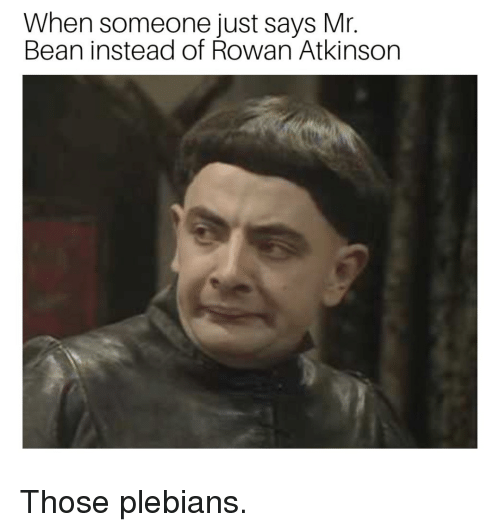 When someone just says Mr.
Bean instead of Rowan Atkinson
Those plebians.